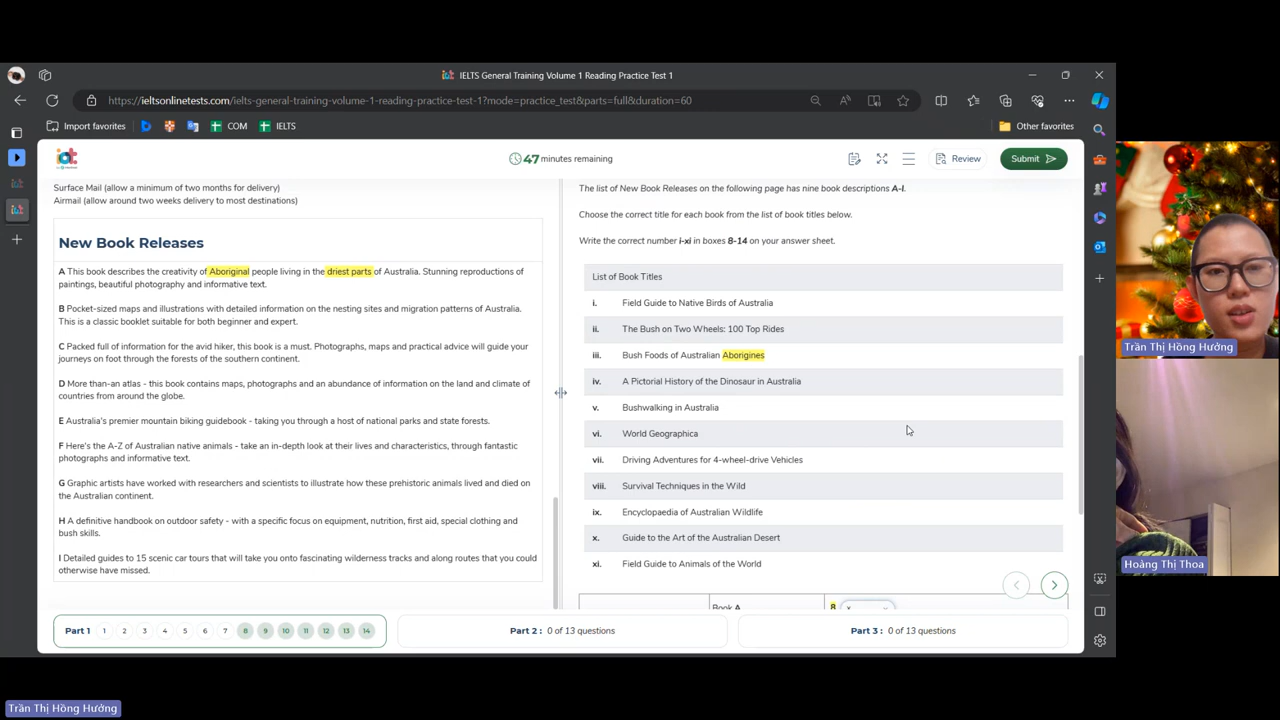 IELTS General Training Volume 1 Reading Practice Test 1
https://ieltsonlinetests.com/ielts-general-training-volume-1-reading-practice-test-1?mode=practice_test&parts=full&duration=60
Import favorites
COM
IELTS
Other favorites
iot
47 minutes remaining
Review
Submit
Surface Mail (allow a minimum of two months for delivery)
Airmail (allow around two weeks delivery to most destinations)
New Book Releases
A This book describes the creativity of Aboriginal people living in the driest parts of Australia. Stunning reproductions of
paintings, beautiful photography and informative text.
B Pocket-sized maps and illustrations with detailed information on the nesting sites and migration patterns of Australia.
This is a classic booklet suitable for both beginner and expert.
C Packed full of information for the avid hiker, this book is a must. Photographs, maps and practical advice will guide your
journeys on foot through the forests of the southern continent.
D More than-an atlas - this book contains maps, photographs and an abundance of information on the land and climate of
countries from around the globe.
E Australia's premier mountain biking guidebook - taking you through a host of national parks and state forests.
F Here's the A-Z of Australian native animals - take an in-depth look at their lives and characteristics, through fantastic
photographs and informative text.
G Graphic artists have worked with researchers and scientists to illustrate how these prehistoric animals lived and died on
the Australian continent.
H A definitive handbook on outdoor safety - with a specific focus on equipment, nutrition, first aid, special clothing and
bush skills.
I Detailed guides to 15 scenic car tours that will take you onto fascinating wilderness tracks and along routes that you could
otherwise have missed.
The list of New Book Releases on the following page has nine book descriptions A-I.
Choose the correct title for each book from the list of book titles below.
Write the correct number i-xi in boxes 8-14 on your answer sheet.
List of Book Titles
i. Field Guide to Native Birds of Australia
ii. The Bush on Two Wheels: 100 Top Rides
iii. Bush Foods of Australian Aborigines
iv. A Pictorial History of the Dinosaur in Australia
v. Bushwalking in Australia
vi. World Geographica
vii. Driving Adventures for 4-wheel-drive Vehicles
viii. Survival Techniques in the Wild
ix. Encyclopaedia of Australian Wildlife
x. Guide to the Art of the Australian Desert
xi. Field Guide to Animals of the World
Book A 8 x
Part 1 1 2 3 4 5 6 7 8 9 10 11 12 13 14
Part 2 : 0 of 13 questions
Part 3 : 0 of 13 questions
Trần Thị Hồng Hưởng
Hoàng Thị Thoa
Trần Thị Hồng Hưởng